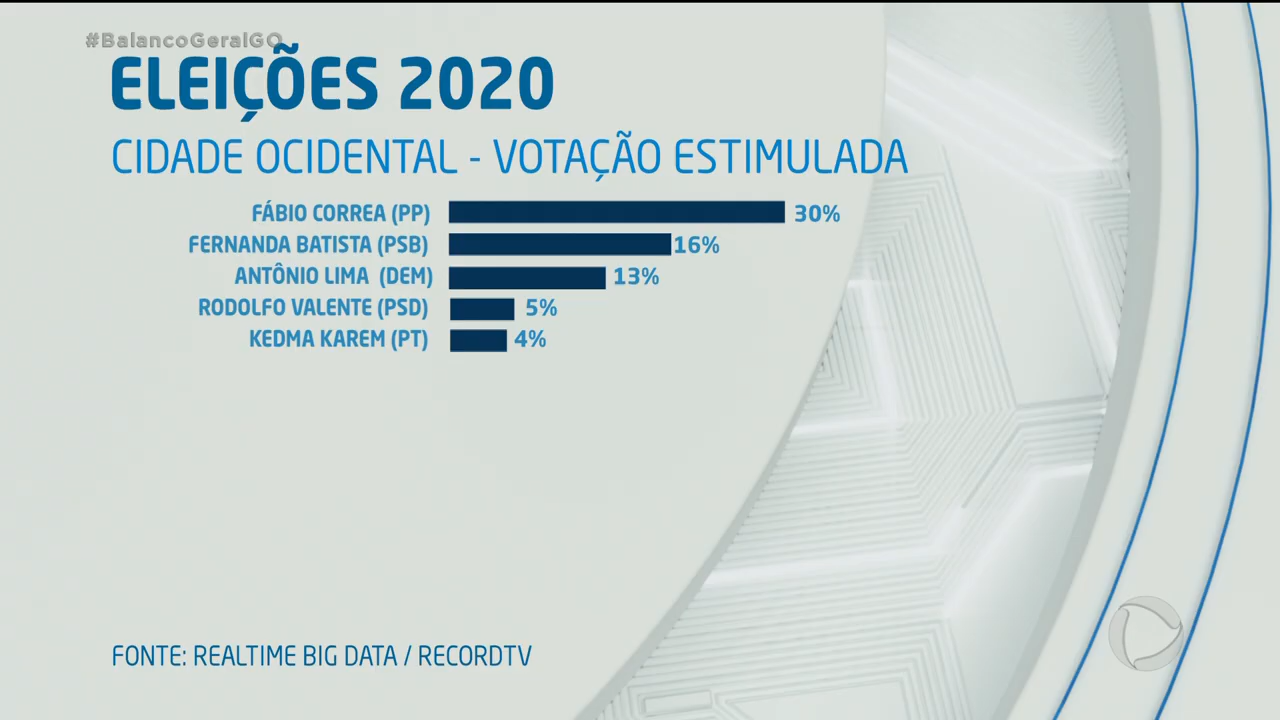 #BalancoGeralGO
ELEIÇÕES 2020
CIDADE OCIDENTAL - VOTAÇÃO ESTIMULADA
FÁBIO CORREA (PP) 30%
FERNANDA BATISTA (PSB) 16%
ANTÔNIO LIMA (DEM) 13%
RODOLFO VALENTE (PSD) 5%
KEDMA KAREM (PT) 4%
FONTE: REALTIME BIG DATA / RECORDTV